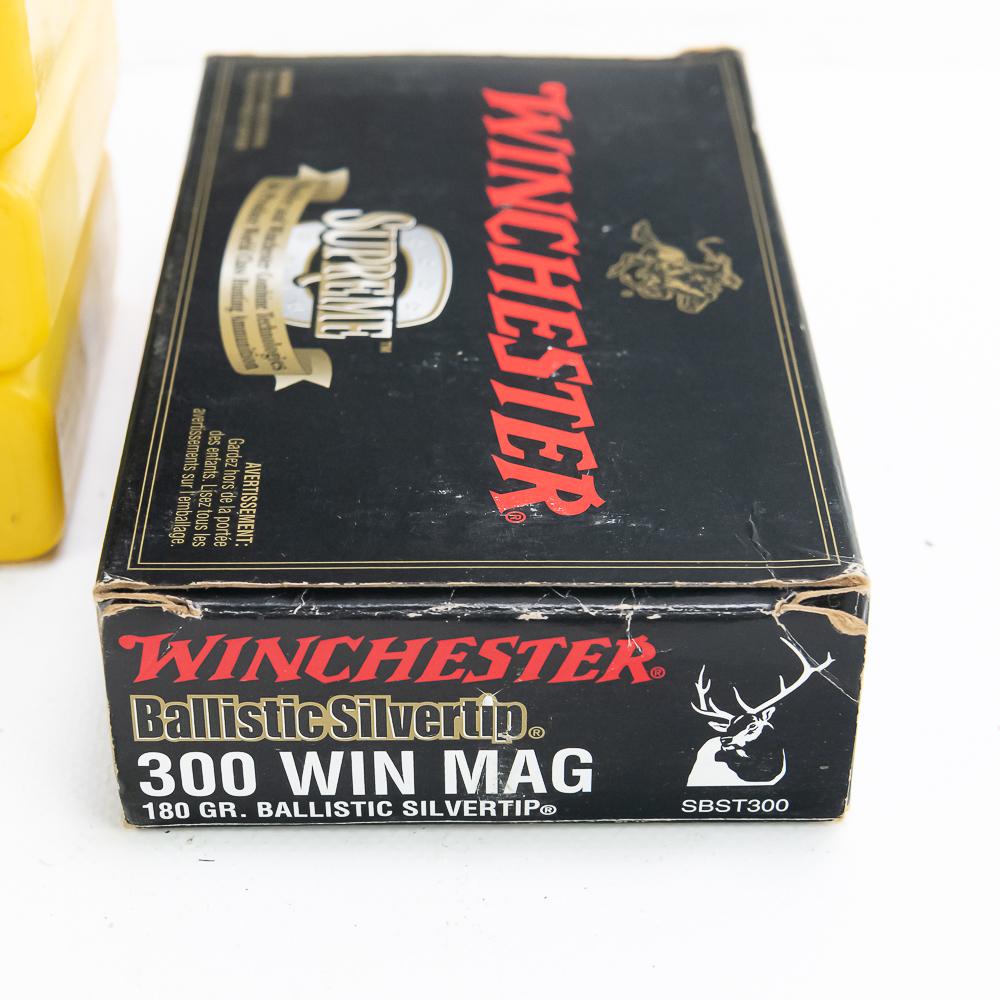 WINCHESTER®
SUPREME™
AVERTISSEMENT:
Gardez hors de la portée
des enfants. Lisez tous les
avertissements sur l'emballage.
WINCHESTER®
Ballistic Silvertip®
300 WIN MAG
180 GR. BALLISTIC SILVERTIP®
SBST300